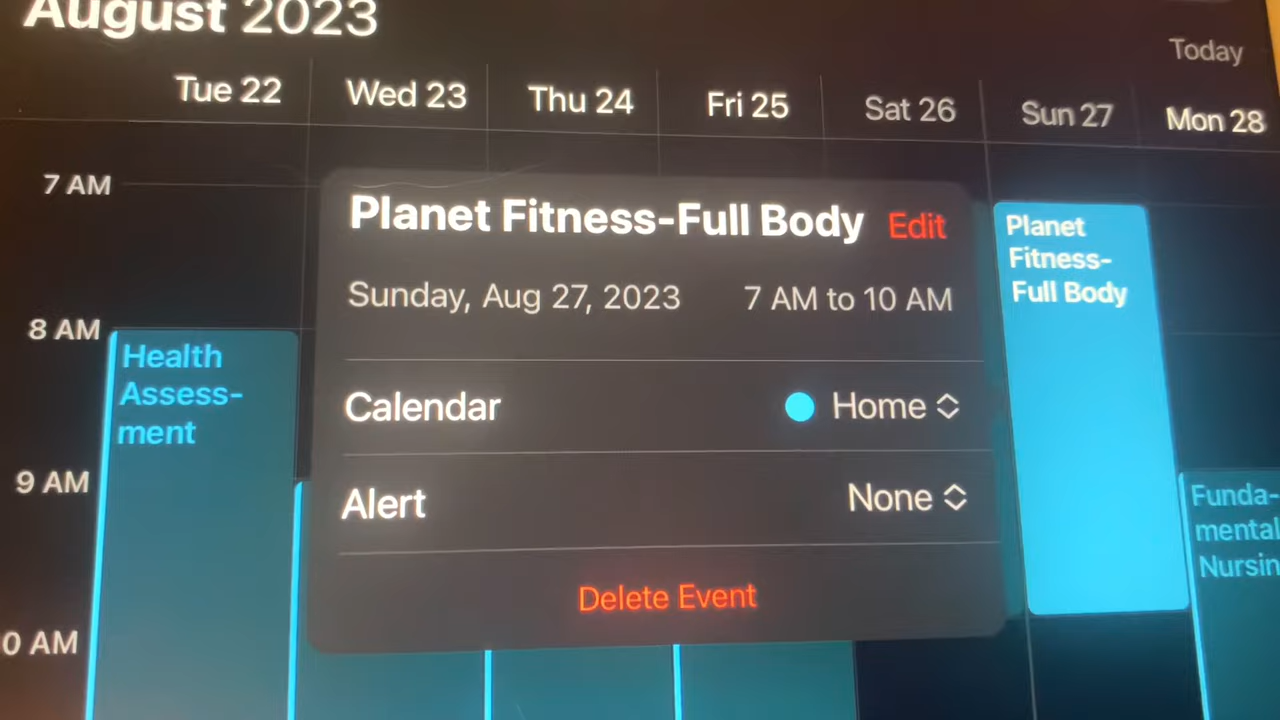 August 2023
Today
Tue 22
Wed 23
Thu 24
Fri 25
Sat 26
Sun 27
Mon 28
7 AM
8 AM
9 AM
0 AM
Health
Assess-
ment
Planet Fitness-Full Body
Edit
Sunday, Aug 27, 2023
7 AM to 10 AM
Calendar
Home
Alert
None
Delete Event
Planet
Fitness-
Full Body
Funda-
mental
Nursin